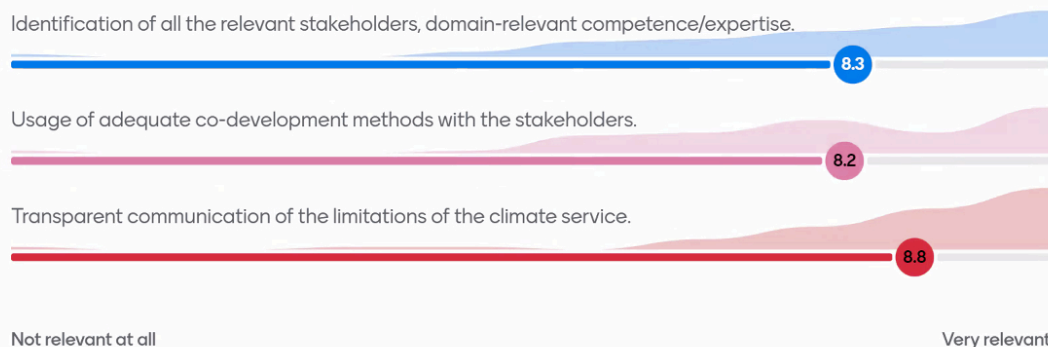 Identification of all the relevant stakeholders, domain-relevant competence/expertise.
8.3
Usage of adequate co-development methods with the stakeholders.
8.2
Transparent communication of the limitations of the climate service.
8.8
Not relevant at all
Very relevant